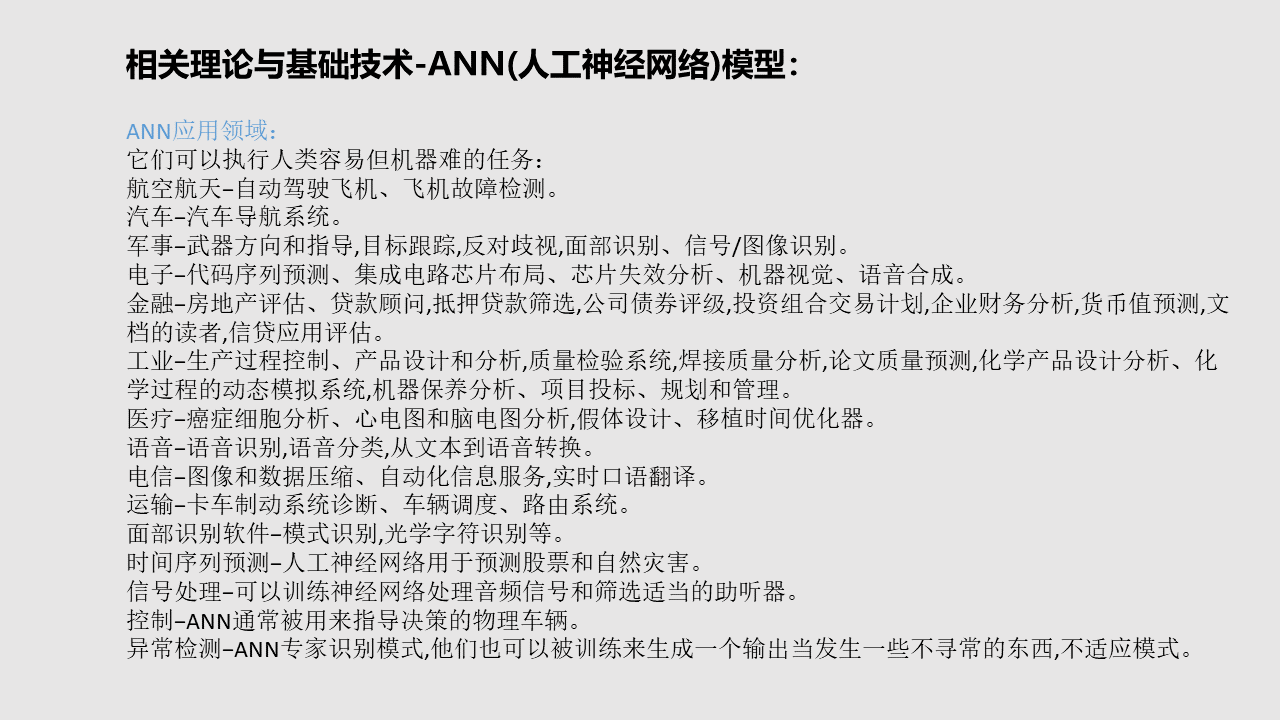 相关理论与基础技术-ANN(人工神经网络)模型：
ANN应用领域：
它们可以执行人类容易但机器难的任务：
航空航天–自动驾驶飞机、飞机故障检测。
汽车–汽车导航系统。
军事–武器方向和指导,目标跟踪,反对歧视,面部识别、信号/图像识别。
电子–代码序列预测、集成电路芯片布局、芯片失效分析、机器视觉、语音合成。
金融–房地产评估、贷款顾问,抵押贷款筛选,公司债券评级,投资组合交易计划,企业财务分析,货币值预测,文
档的读者,信贷应用评估。
工业–生产过程控制、产品设计和分析,质量检验系统,焊接质量分析,论文质量预测,化学产品设计分析、化
学过程的动态模拟系统,机器保养分析、项目投标、规划和管理。
医疗–癌症细胞分析、心电图和脑电图分析,假体设计、移植时间优化器。
语音–语音识别,语音分类,从文本到语音转换。
电信–图像和数据压缩、自动化信息服务,实时口语翻译。
运输–卡车制动系统诊断、车辆调度、路由系统。
面部识别软件–模式识别,光学字符识别等。
时间序列预测–人工神经网络用于预测股票和自然灾害。
信号处理–可以训练神经网络处理音频信号和筛选适当的助听器。
控制–ANN通常被用来指导决策的物理车辆。
异常检测–ANN专家识别模式,他们也可以被训练来生成一个输出当发生一些不寻常的东西,不适应模式。